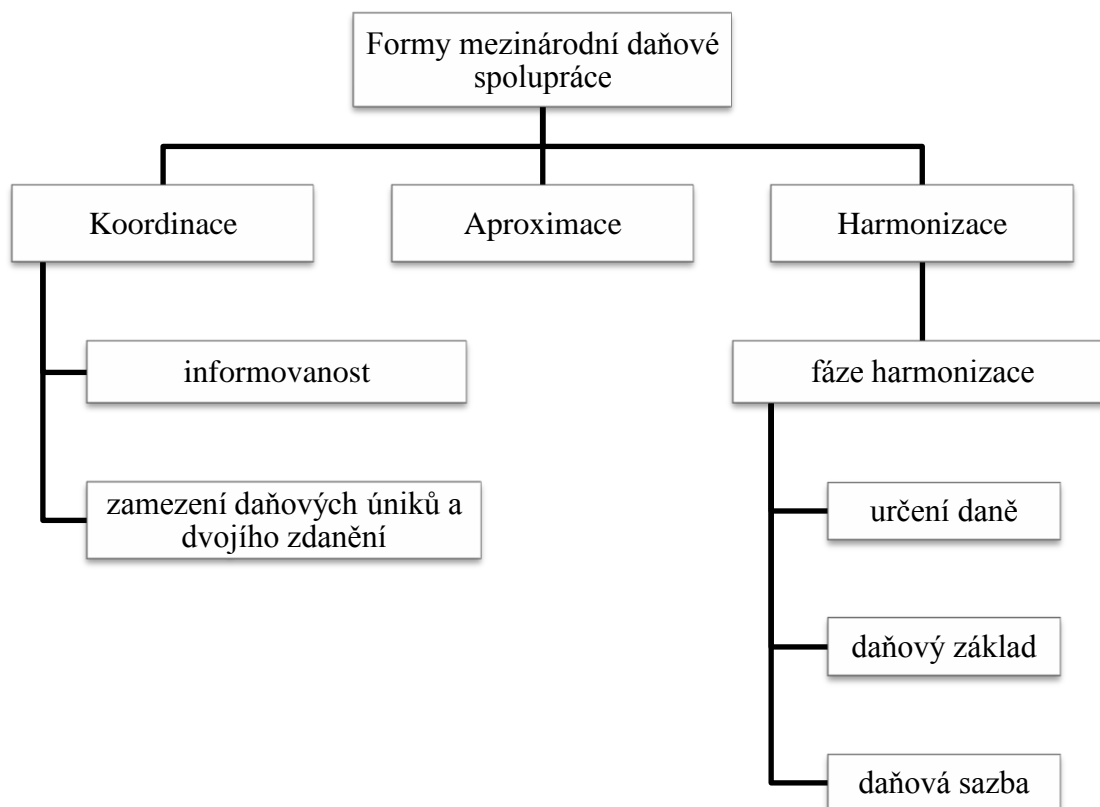 Formy mezinárodní daňové
spolupráce
Koordinace
Aproximace
Harmonizace
informovanost
zamezení daňových úniků a
dvojího zdanění
fáze harmonizace
určení daně
daňový základ
daňová sazba